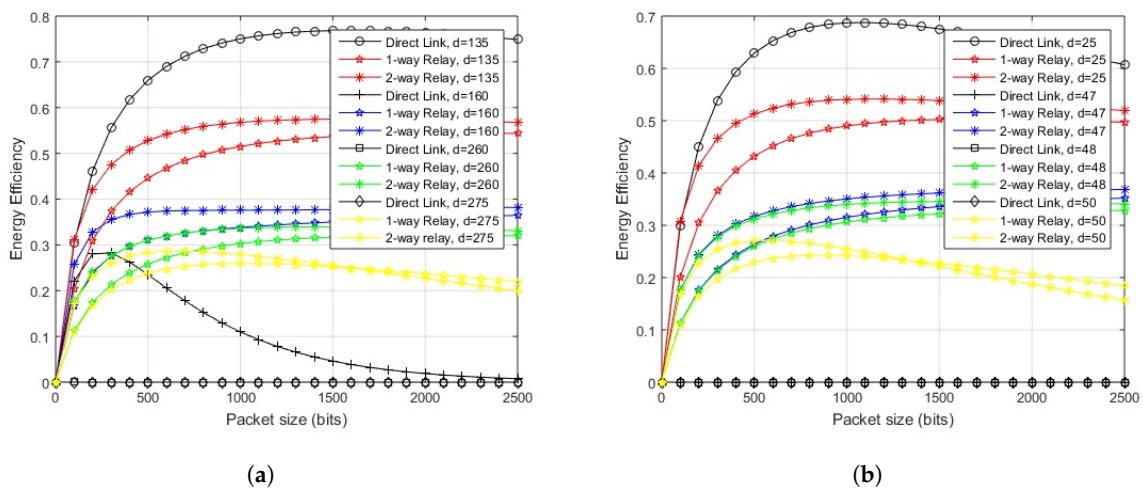 0.8
0.7
0.6
0.5
0.4
0.3
0.2
0.1
0
Energy Efficiency
0
500
1000
1500
2000
2500
Packet size (bits)
Direct Link, d=135
1-way Relay, d=135
2-way Relay, d=135
Direct Link, d=160
1-way Relay, d=160
2-way Relay, d=160
Direct Link, d=260
1-way Relay, d=260
2-way Relay, d=260
Direct Link, d=275
1-way Relay, d=275
2-way relay, d=275
(a)
0.7
0.6
0.5
0.4
0.3
0.2
0.1
0
Energy Efficiency
0
500
1000
1500
2000
2500
Packet size (bits)
Direct Link, d=25
1-way Relay, d=25
2-way Relay, d=25
Direct Link, d=47
1-way Relay, d=47
2-way Relay, d=47
Direct Link, d=48
1-way Relay, d=48
2-way Relay, d=48
Direct Link, d=50
1-way Relay, d=50
2-way Relay, d=50
(b)